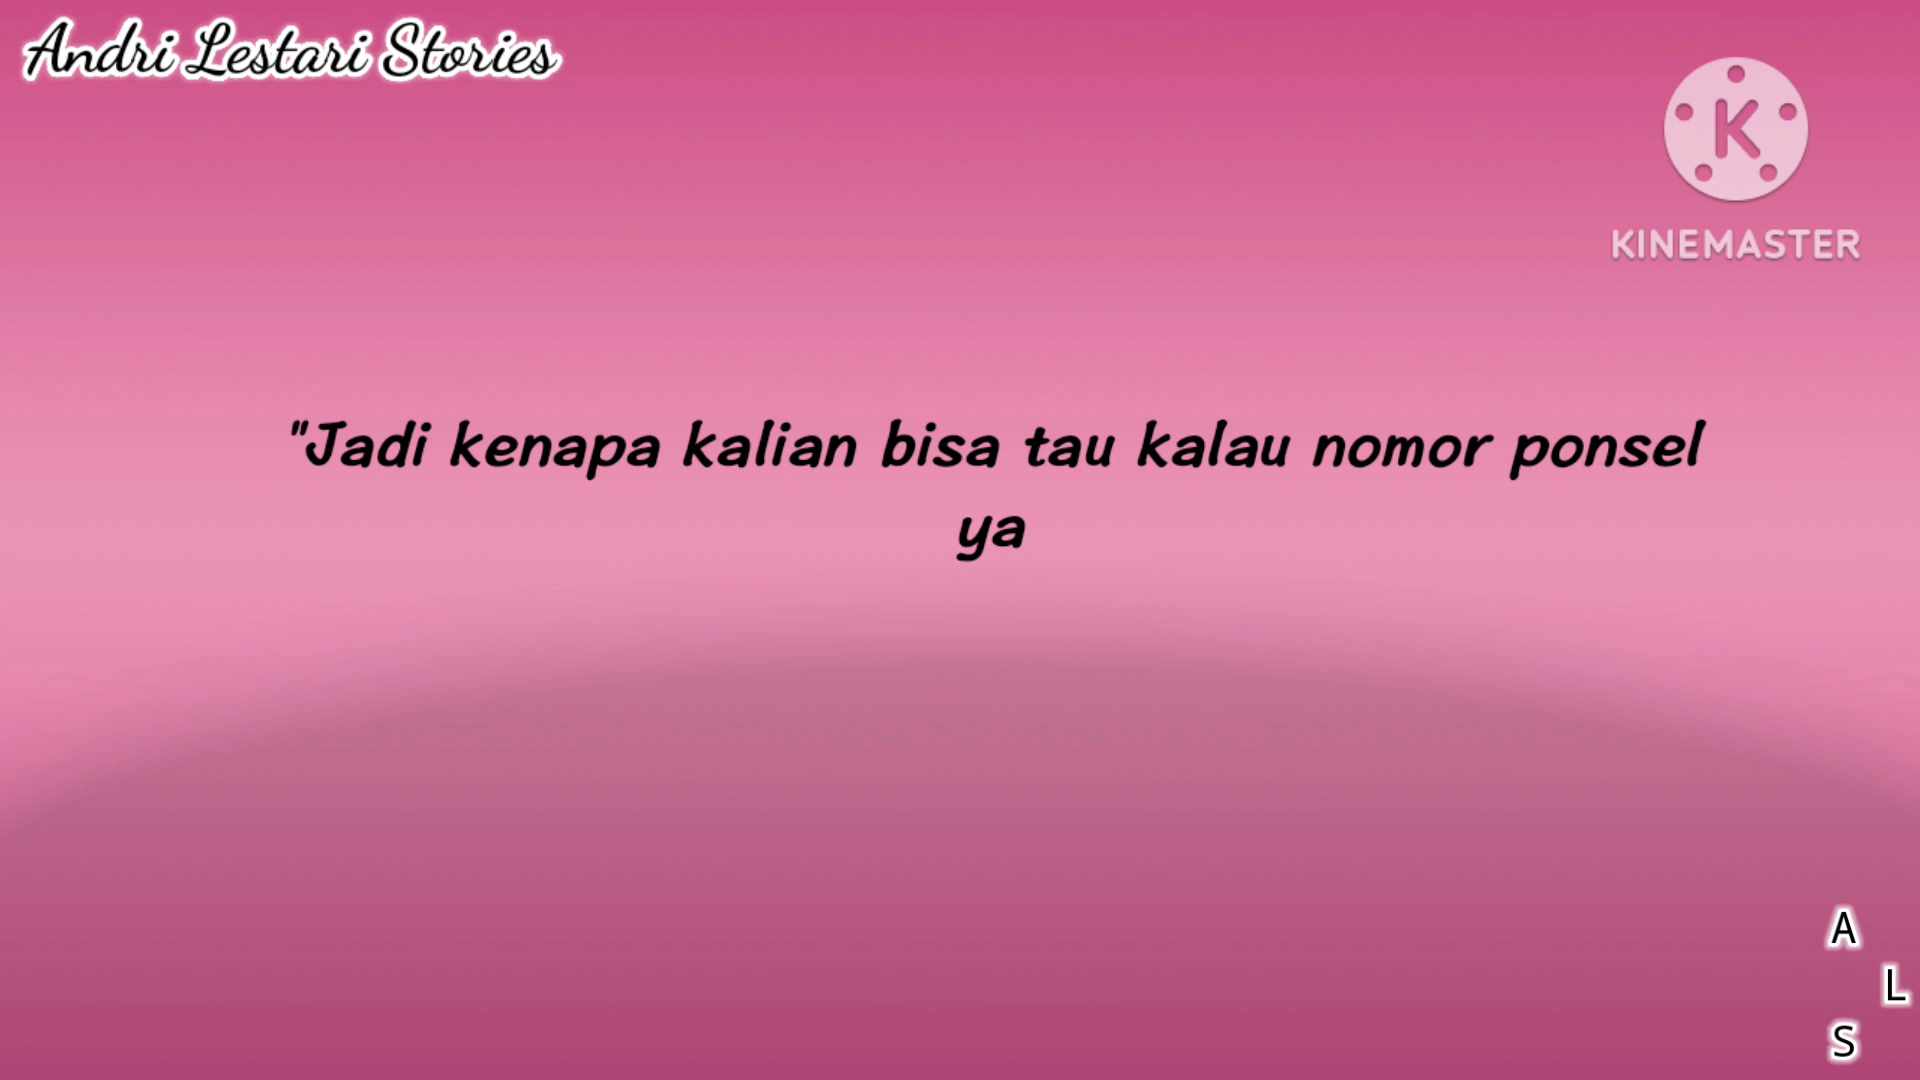 Andri Lestari Stories
K
KINEMASTER
"Jadi kenapa kalian bisa tau kalau nomor ponsel
ya
A
L
S